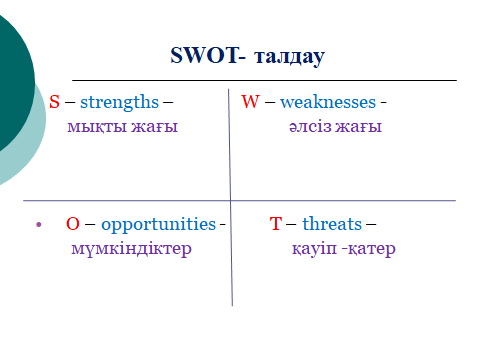 SWOT- талдау
S – strengths –
мықты жағы
W – weaknesses -
әлсіз жағы
• O – opportunities -
мүмкіндіктер
T – threats –
қауіп -қатер